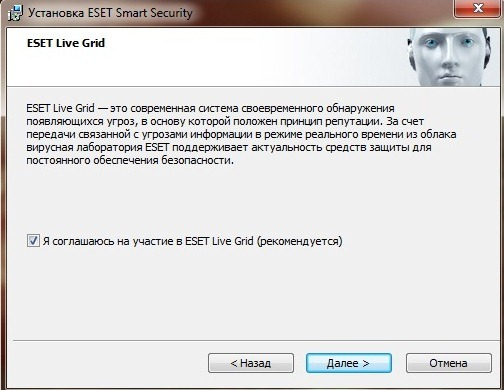 Установка ESET Smart Security
ESET Live Grid
ESET Live Grid — это современная система своевременного обнаружения
появляющихся угроз, в основу которой положен принцип репутации. За счет
передачи связанной с угрозами информации в режиме реального времени из облака
вирусная лаборатория ESET поддерживает актуальность средств защиты для
постоянного обеспечения безопасности.
Я соглашаюсь на участие в ESET Live Grid (рекомендуется)
< Назад
Далее >
Отмена